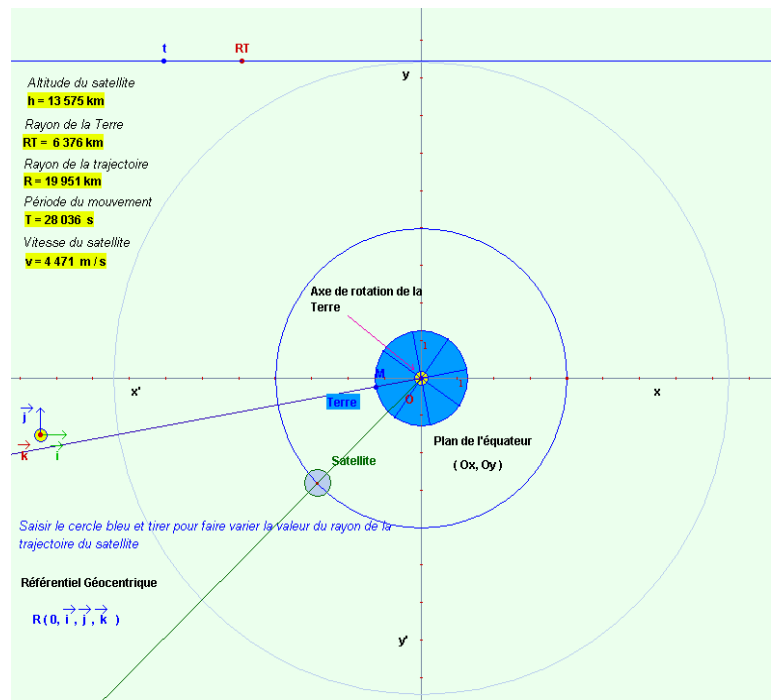 t
RT
y
Altitude du satellite
h = 13 575 km
Rayon de la Terre
RT = 6 376 km
Rayon de la trajectoire
R = 19 951 km
Période du mouvement
T = 28 036 s
Vitesse du satellite
v = 4 471 m / s
Axe de rotation de la
Terre
1
M
1
x'
x
O
Terre
j
k
i
Plan de l'équateur
( Ox, Oy )
Satellite
Saisir le cercle bleu et tirer pour faire varier la valeur du rayon de la
trajectoire du satellite
Référentiel Géocentrique
R ( 0, i , j , k )
y'